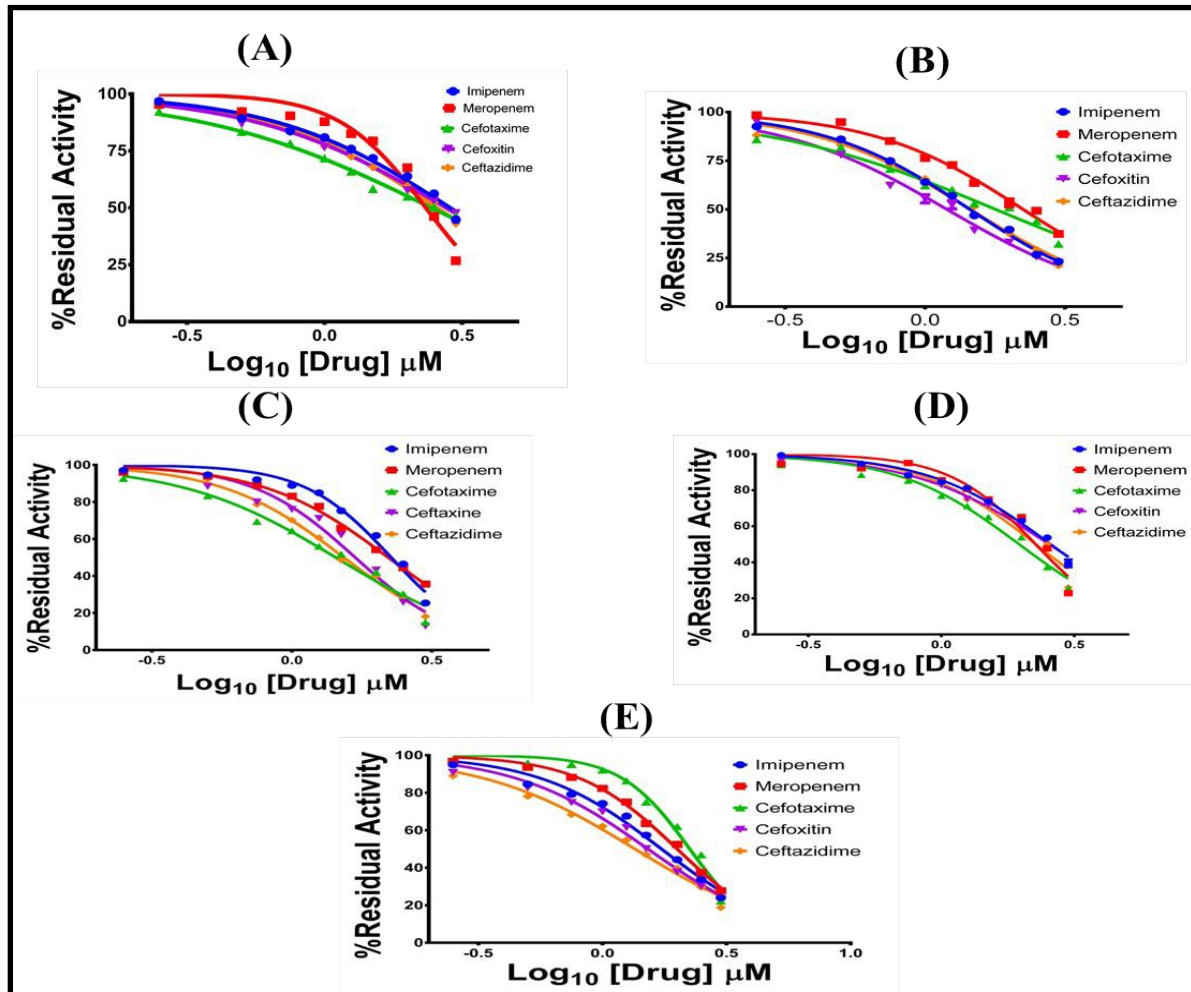 (A)
%Residual Activity
100
75
50
25
0
-0.5
0.0
0.5
Log10 [Drug] μM
Imipenem
Meropenem
Cefotaxime
Cefoxitin
Ceftazidime
(B)
%Residual Activity
100
75
50
25
0
-0.5
0.0
0.5
Log10 [Drug] μM
Imipenem
Meropenem
Cefotaxime
Cefoxitin
Ceftazidime
(C)
%Residual Activity
100
80
60
40
20
0
-0.5
0.0
0.5
Log10 [Drug] μM
Imipenem
Meropenem
Cefotaxime
Ceftaxine
Ceftazidime
(D)
%Residual Activity
100
80
60
40
20
0
-0.5
0.0
0.5
Log10 [Drug] μM
Imipenem
Meropenem
Cefotaxime
Cefoxitin
Ceftazidime
(E)
%Residual Activity
100
80
60
40
20
0
-0.5
0.0
0.5
1.0
Log10 [Drug] μM
Imipenem
Meropenem
Cefotaxime
Cefoxitin
Ceftazidime